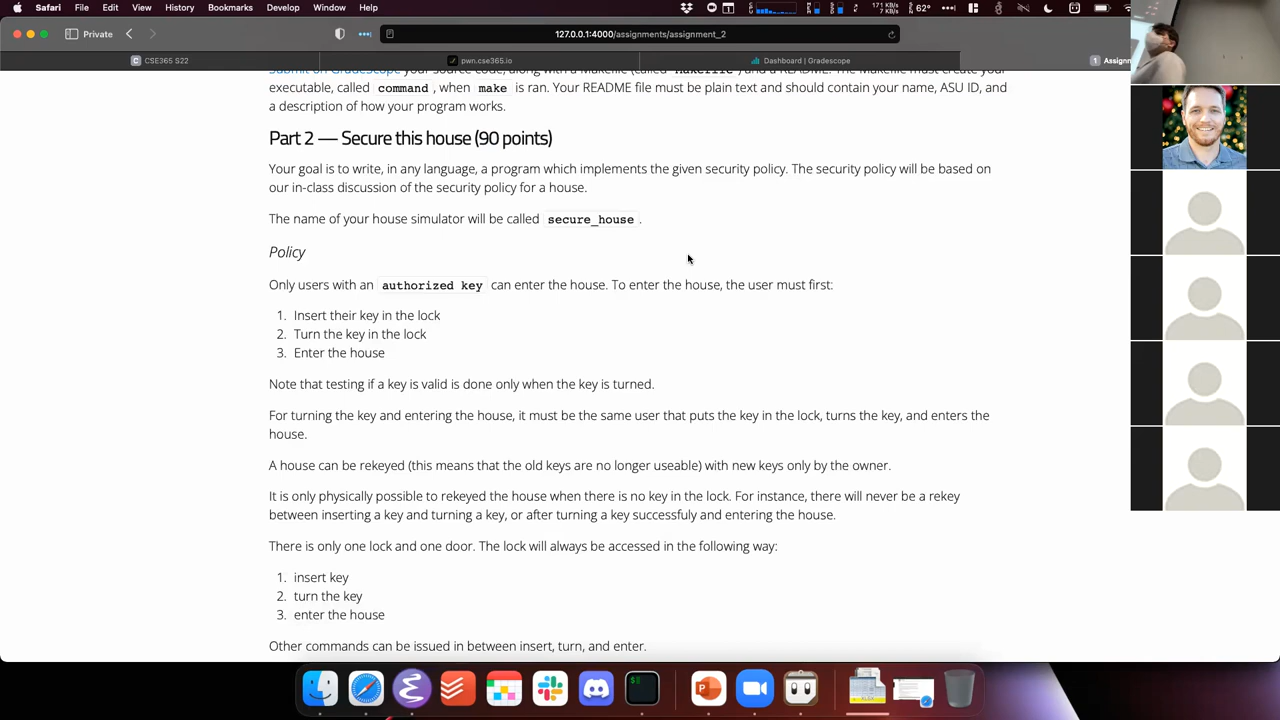 Safari File Edit View History Bookmarks Develop Window Help
171 KB/s
8 KB/s
62°
Private
127.0.0.1:4000/assignments/assignment_2
CSE365 S22
pwn.cse365.io
Dashboard | Gradescope
1 Assignm
Submit on Gradescope your source code, along with a Makefile (called Makefile) and a README. The Makefile must create your
executable, called command , when make is ran. Your README file must be plain text and should contain your name, ASU ID, and
a description of how your program works.
Part 2 — Secure this house (90 points)
Your goal is to write, in any language, a program which implements the given security policy. The security policy will be based on
our in-class discussion of the security policy for a house.
The name of your house simulator will be called secure_house .
Policy
Only users with an authorized key can enter the house. To enter the house, the user must first:
1. Insert their key in the lock
2. Turn the key in the lock
3. Enter the house
Note that testing if a key is valid is done only when the key is turned.
For turning the key and entering the house, it must be the same user that puts the key in the lock, turns the key, and enters the
house.
A house can be rekeyed (this means that the old keys are no longer useable) with new keys only by the owner.
It is only physically possible to rekeyed the house when there is no key in the lock. For instance, there will never be a rekey
between inserting a key and turning a key, or after turning a key successfuly and entering the house.
There is only one lock and one door. The lock will always be accessed in the following way:
1. insert key
2. turn the key
3. enter the house
Other commands can be issued in between insert, turn, and enter.